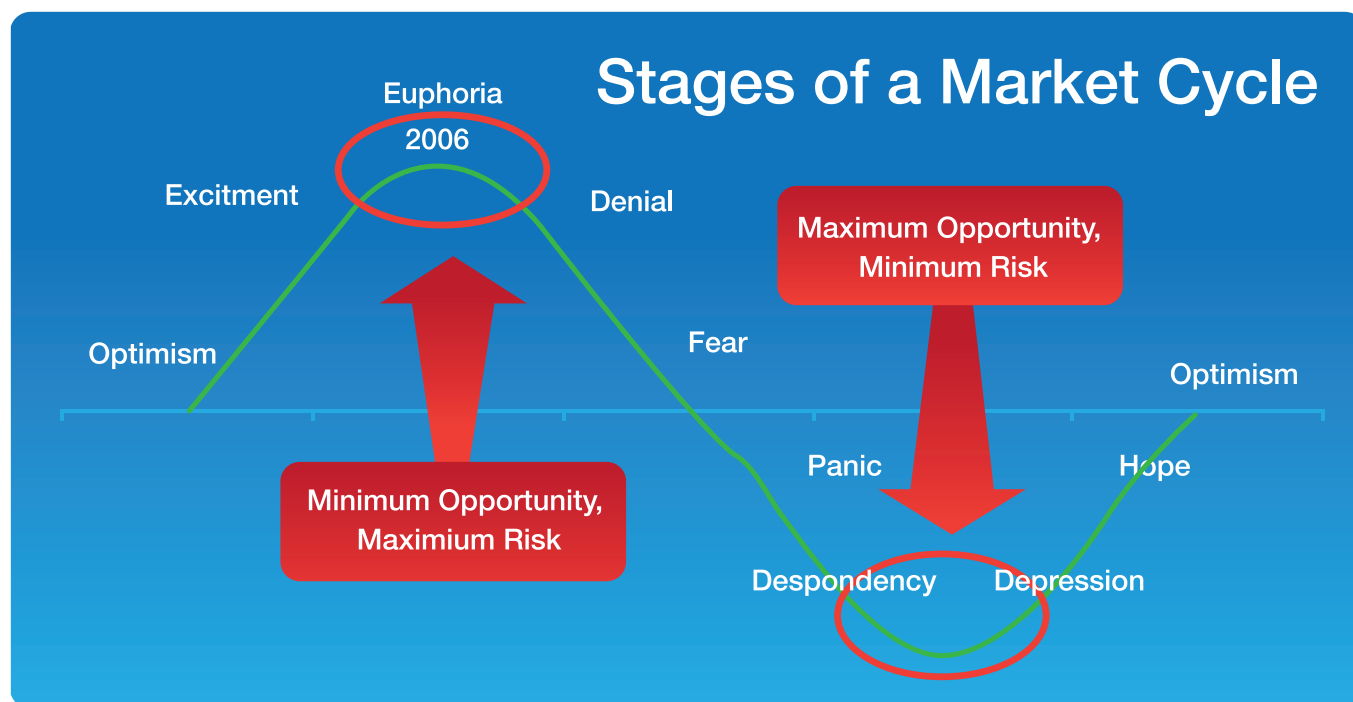 Stages of a Market Cycle
Euphoria
2006
Excitment
Denial
Maximum Opportunity,
Minimum Risk
Optimism
Fear
Optimism
Panic
Hope
Minimum Opportunity,
Maximium Risk
Despondency
Depression